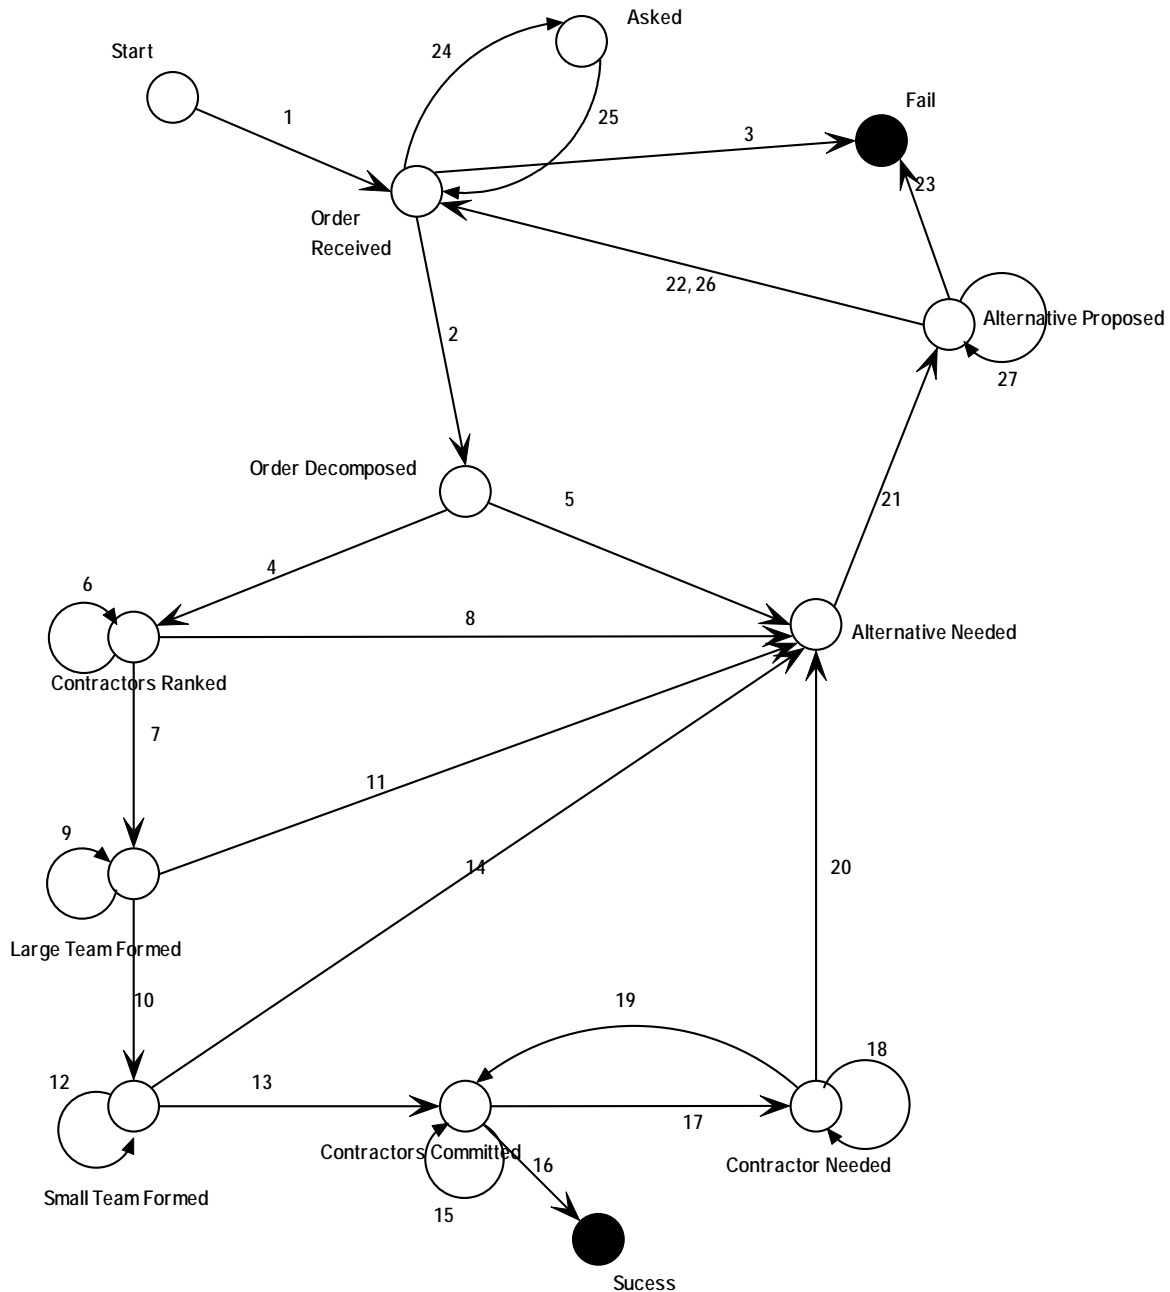 Asked
Start
24
Fail
1
25
3
23
Order
Received
22, 26
Alternative Proposed
2
27
Order Decomposed
5
21
4
6
8
Alternative Needed
Contractors Ranked
7
11
9
14
20
Large Team Formed
10
19
18
12
13
17
Contractors Committed
16
Contractor Needed
Small Team Formed
15
Sucess